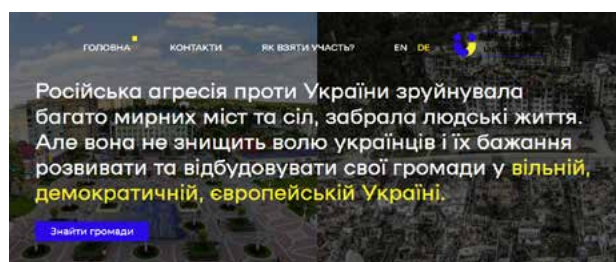 ГОЛОВНА КОНТАКТИ ЯК ВЗЯТИ УЧАСТЬ? EN DE
Російська агресія проти України зруйнувала
багато мирних міст та сіл, забрала людські життя.
Але вона не знищить волю українців і їх бажання
розвивати та відбудовувати свої громади у вільній,
демократичній, європейській Україні.
Знайти громади